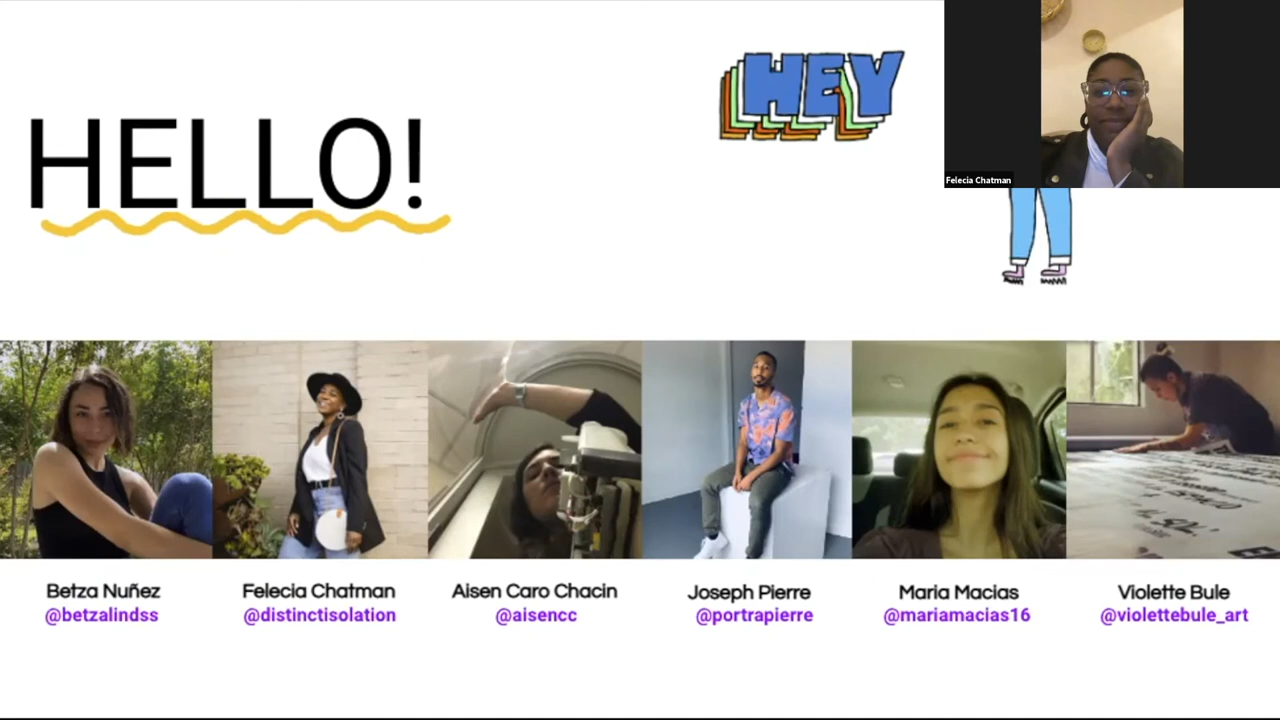 HEY
HELLO!
Felecia Chatman
Betza Nuñez
@betzalindss
Felecia Chatman
@distinctisolation
Aisen Caro Chacin
@aisencc
Joseph Pierre
@portrapierre
Maria Macias
@mariamacias16
Violette Bule
@violettebule_art